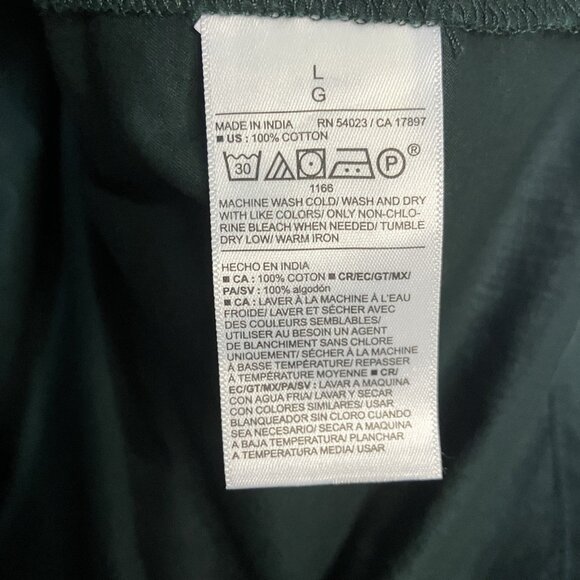 L
G
MADE IN INDIA RN 54023 / CA 17897
■ US : 100% COTTON
30 P ®
1166
MACHINE WASH COLD/ WASH AND DRY
WITH LIKE COLORS/ ONLY NON-CHLO-
RINE BLEACH WHEN NEEDED/ TUMBLE
DRY LOW/ WARM IRON
HECHO EN INDIA
■ CA : 100% COTON ■ CR/EC/GT/MX/
PA/SV : 100% algodón
■ CA : LAVER À LA MACHINE À L'EAU
FROIDE/ LAVER ET SÉCHER AVEC
DES COULEURS SEMBLABLES/
UTILISER AU BESOIN UN AGENT
DE BLANCHIMENT SANS CHLORE
UNIQUEMENT/ SÉCHER À LA MACHINE
À BASSE TEMPÉRATURE/ REPASSER
À TEMPÉRATURE MOYENNE ■ CR/
EC/GT/MX/PA/SV : LAVAR A MAQUINA
CON AGUA FRIA/ LAVAR Y SECAR
CON COLORES SIMILARES/ USAR
BLANQUEADOR SIN CLORO CUANDO
SEA NECESARIO/ SECAR A MAQUINA
A BAJA TEMPERATURA/ PLANCHAR
A TEMPERATURA MEDIA/ USAR